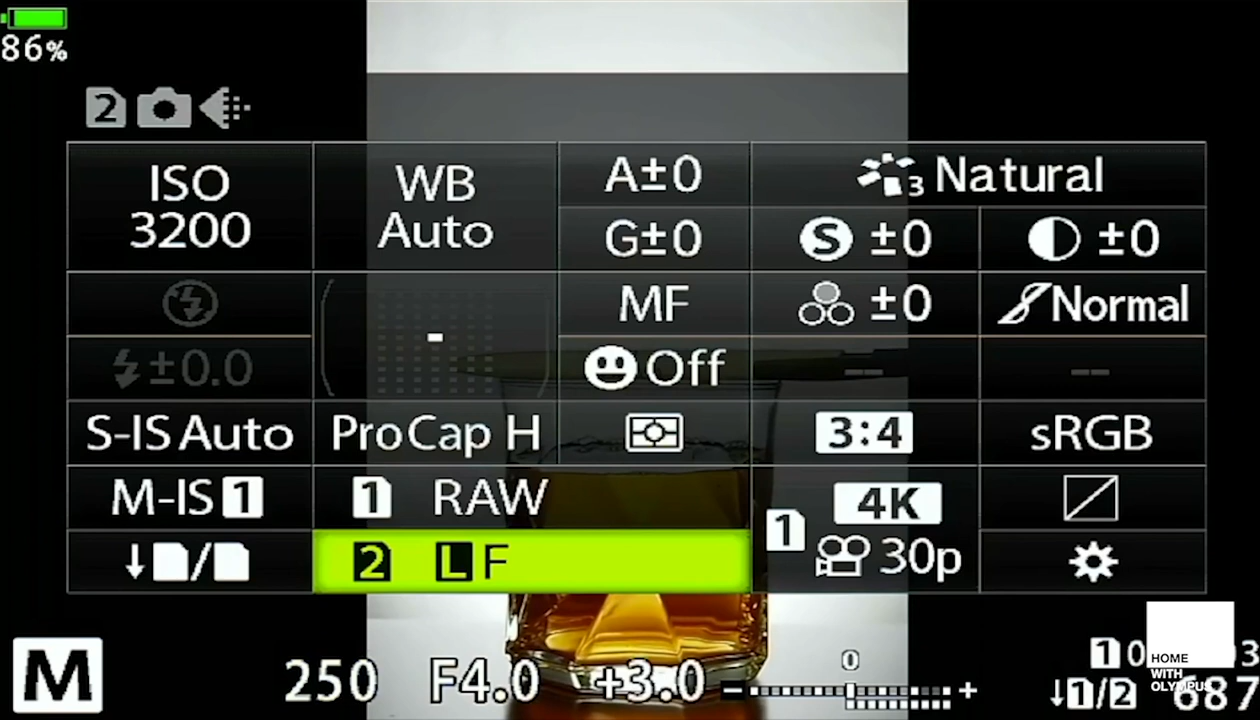 86%
2
ISO 3200
WB Auto
A±0
3 Natural
G±0
S ±0
±0
MF
±0
Normal
±0.0
Off
--
--
S-IS Auto
ProCap H
3:4
sRGB
M-IS 1
1 RAW
1 4K 30p
↓ /
2 L F
M
250
F4.0
+3.0
0
− +
1
↓1/2
687
HOME
WITH
OLYMPUS